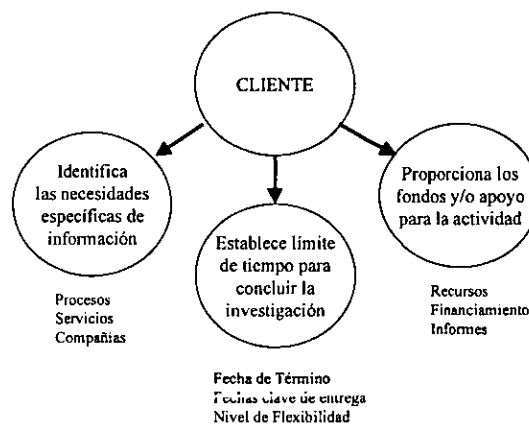 CLIENTE
Identifica
las necesidades
específicas de
información
Procesos
Servicios
Compañias
Establece límite
de tiempo para
concluir la
investigación
Fecha de Término
Fechas clave de entrega
Nivel de Flexibilidad
Proporciona los
fondos y/o apoyo
para la actividad
Recursos
Financiamiento
Informes